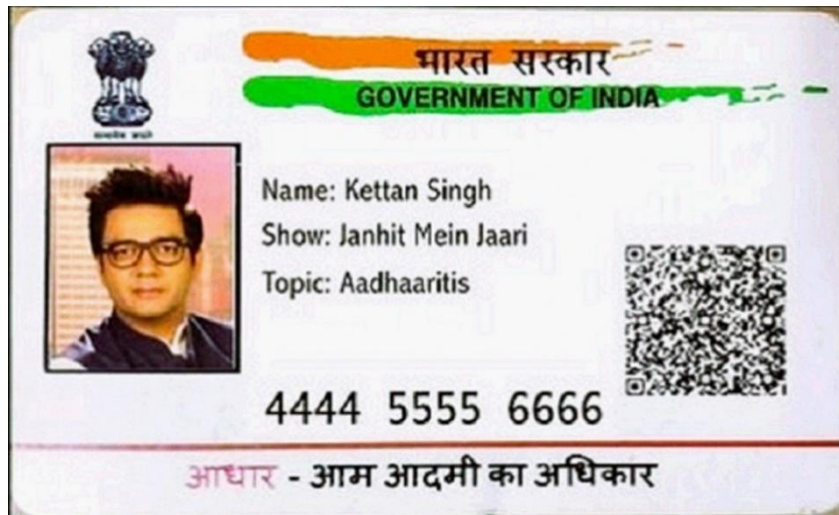 भारत सरकार
GOVERNMENT OF INDIA
Name: Kettan Singh
Show: Janhit Mein Jaari
Topic: Aadhaaritis
4444 5555 6666
आधार - आम आदमी का अधिकार